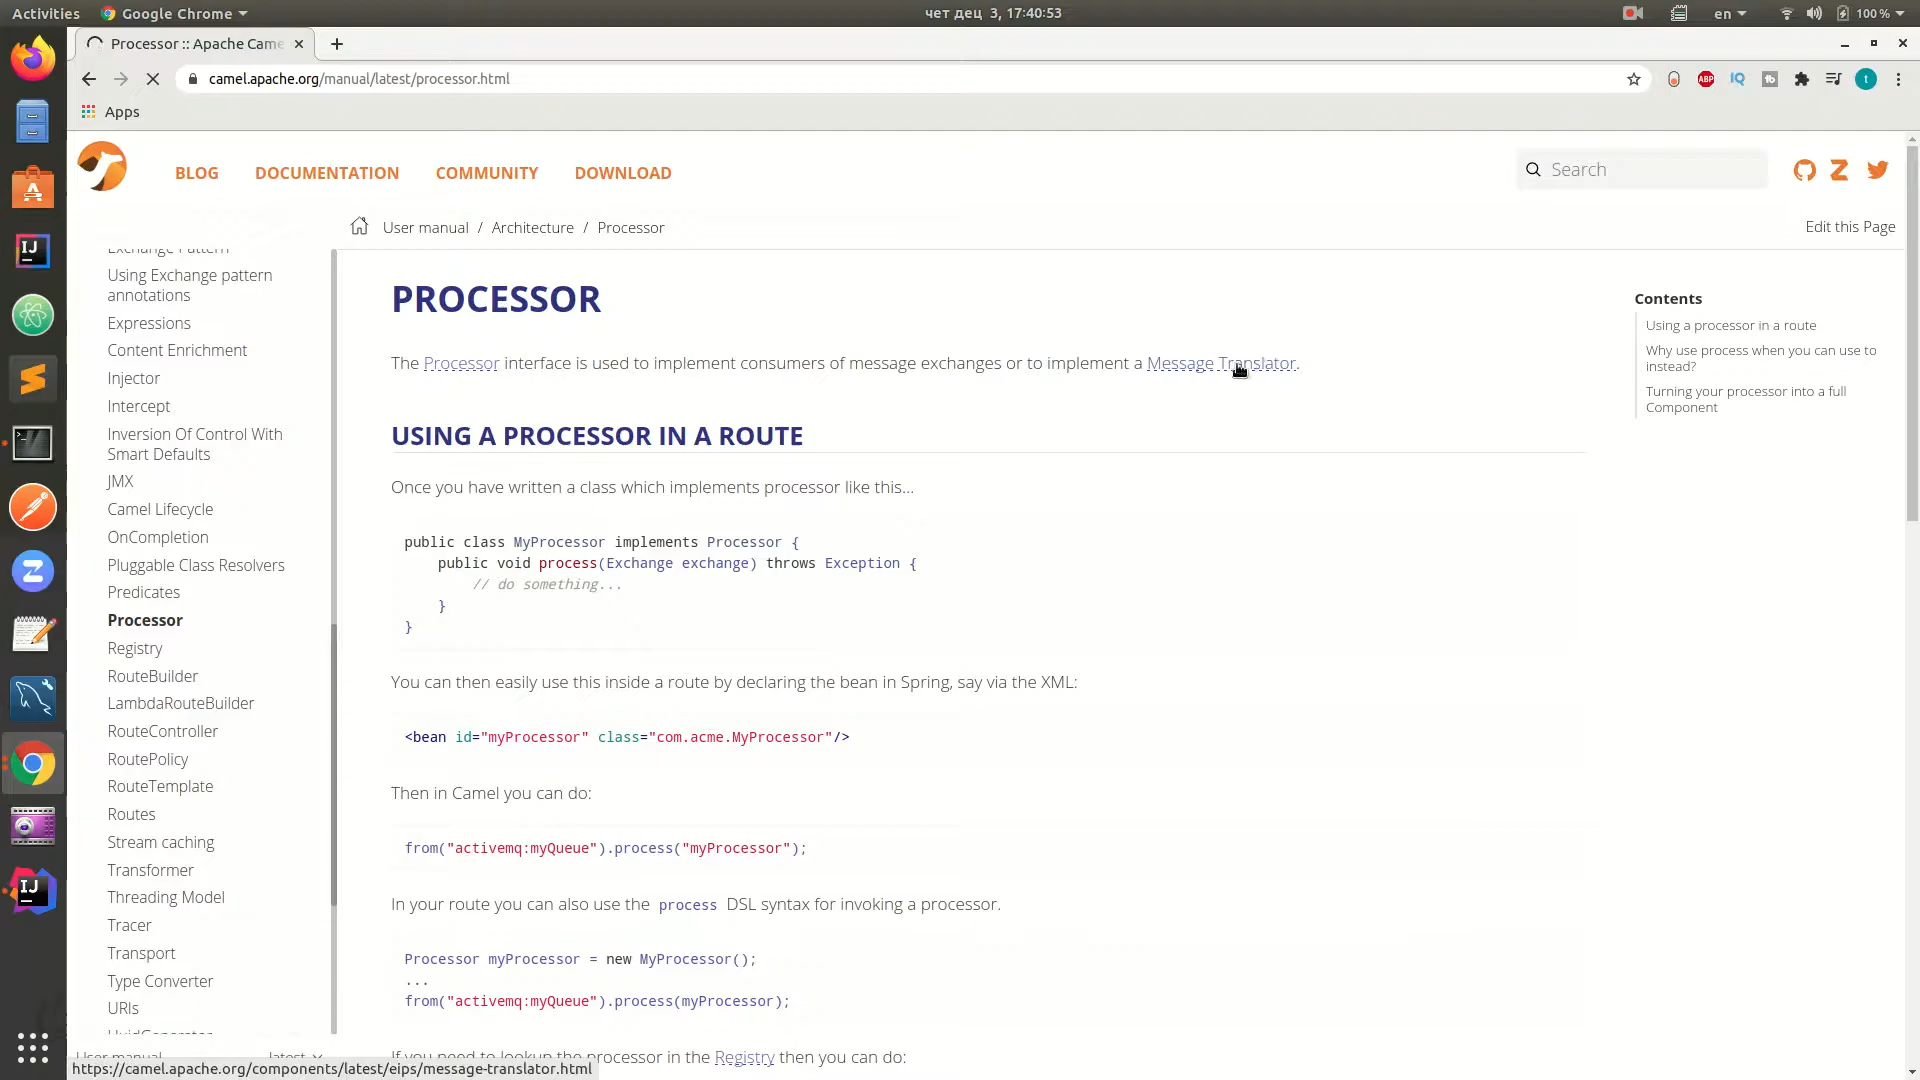 Activities
Google Chrome
чет дец 3, 17:40:53
en
100 %
Processor :: Apache Came
camel.apache.org/manual/latest/processor.html
ABP
IQ
t
Apps
BLOG
DOCUMENTATION
COMMUNITY
DOWNLOAD
Search
User manual / Architecture / Processor
Edit this Page
Exchange Pattern
Using Exchange pattern
annotations
Expressions
Content Enrichment
Injector
Intercept
Inversion Of Control With
Smart Defaults
JMX
Camel Lifecycle
OnCompletion
Pluggable Class Resolvers
Predicates
Processor
Registry
RouteBuilder
LambdaRouteBuilder
RouteController
RoutePolicy
RouteTemplate
Routes
Stream caching
Transformer
Threading Model
Tracer
Transport
Type Converter
URIs
UuidGenerator
User manual
latest
PROCESSOR
The Processor interface is used to implement consumers of message exchanges or to implement a Message Translator.
USING A PROCESSOR IN A ROUTE
Once you have written a class which implements processor like this...
public class MyProcessor implements Processor {
public void process(Exchange exchange) throws Exception {
// do something...
}
}
You can then easily use this inside a route by declaring the bean in Spring, say via the XML:
<bean id="myProcessor" class="com.acme.MyProcessor"/>
Then in Camel you can do:
from("activemq:myQueue").process("myProcessor");
In your route you can also use the process DSL syntax for invoking a processor.
Processor myProcessor = new MyProcessor();
...
from("activemq:myQueue").process(myProcessor);
If you need to lookup the processor in the Registry then you can do:
Contents
Using a processor in a route
Why use process when you can use to
instead?
Turning your processor into a full
Component
https://camel.apache.org/components/latest/eips/message-translator.html